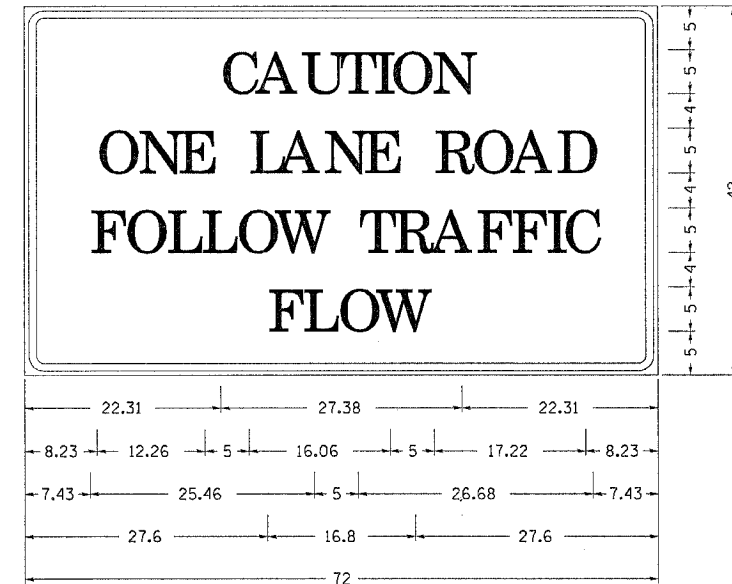 CAUTION
ONE LANE ROAD
FOLLOW TRAFFIC
FLOW
5
5
4
5
4
5
4
5
5
42
22.31 27.38 22.31
8.23 12.26 5 16.06 5 17.22 8.23
7.43 25.46 5 26.68 7.43
27.6 16.8 27.6
72